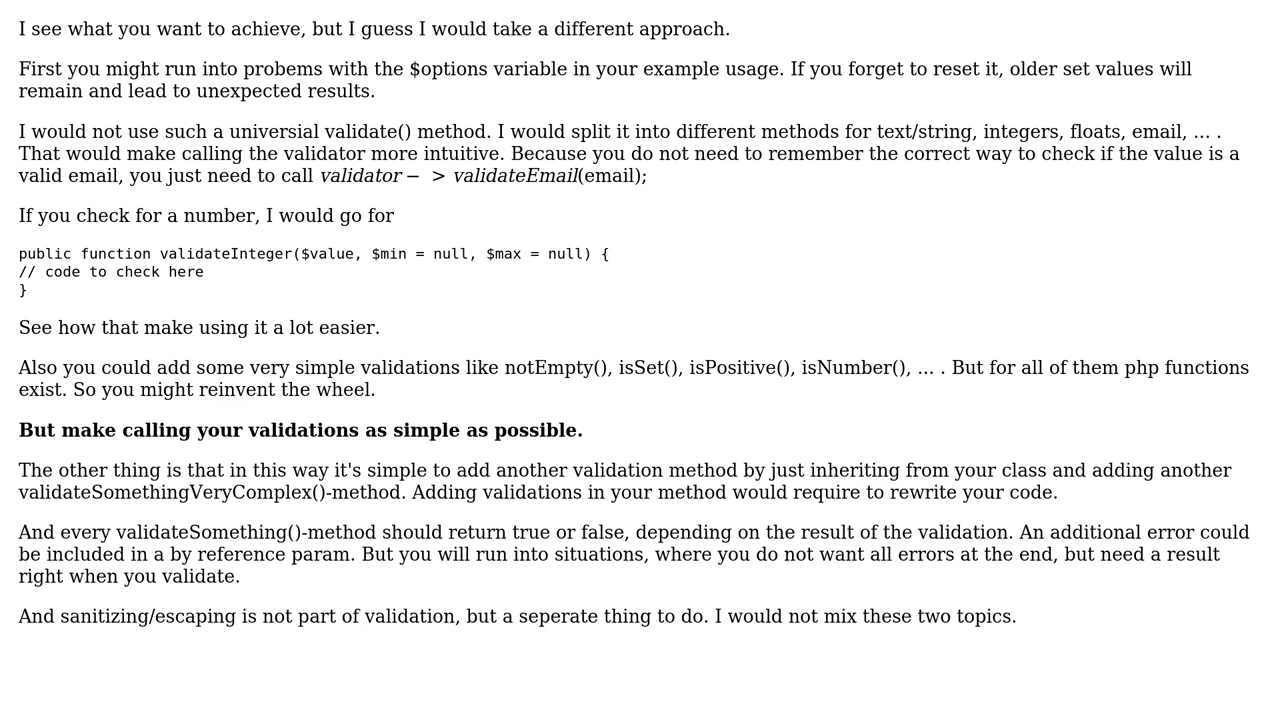 I see what you want to achieve, but I guess I would take a different approach.
First you might run into probems with the $options variable in your example usage. If you forget to reset it, older set values will
remain and lead to unexpected results.
I would not use such a universial validate() method. I would split it into different methods for text/string, integers, floats, email, ... .
That would make calling the validator more intuitive. Because you do not need to remember the correct way to check if the value is a
valid email, you just need to call validator − > validateEmail(email);
If you check for a number, I would go for
public function validateInteger($value, $min = null, $max = null) {
// code to check here
}
See how that make using it a lot easier.
Also you could add some very simple validations like notEmpty(), isSet(), isPositive(), isNumber(), ... . But for all of them php functions
exist. So you might reinvent the wheel.
But make calling your validations as simple as possible.
The other thing is that in this way it's simple to add another validation method by just inheriting from your class and adding another
validateSomethingVeryComplex()-method. Adding validations in your method would require to rewrite your code.
And every validateSomething()-method should return true or false, depending on the result of the validation. An additional error could
be included in a by reference param. But you will run into situations, where you do not want all errors at the end, but need a result
right when you validate.
And sanitizing/escaping is not part of validation, but a seperate thing to do. I would not mix these two topics.